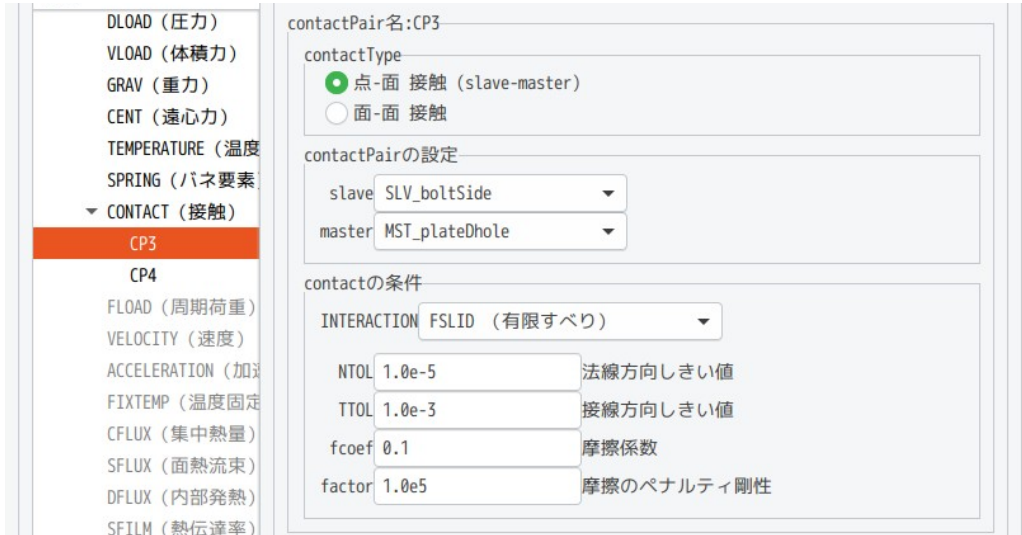 DLOAD (圧力)
VLOAD (体積力)
GRAV (重力)
CENT (遠心力)
TEMPERATURE (温度
SPRING (バネ要素
CONTACT (接触)
CP3
CP4
FLOAD (周期荷重)
VELOCITY (速度)
ACCELERATION (加速
FIXTEMP (温度固定
CFLUX (集中熱量)
SFLUX (面熱流束)
DFLUX (内部発熱)
SFILM (熱伝達率)
contactPair名:CP3
contactType
点-面 接触 (slave-master)
面-面 接触
contactPairの設定
slave SLV_boltSide
master MST_plateDhole
contactの条件
INTERACTION FSLID (有限すべり)
NTOL 1.0e-5 法線方向しきい値
TTOL 1.0e-3 接線方向しきい値
fcoef 0.1 摩擦係数
factor 1.0e5 摩擦のペナルティ剛性